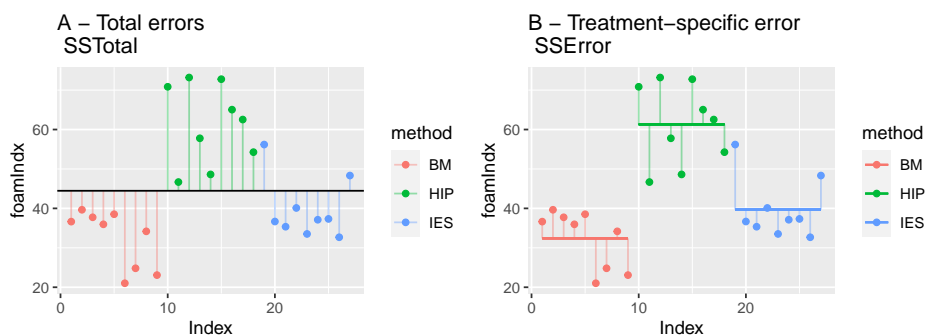 A − Total errors
SSTotal
foamIndx
60
40
20
0
10
20
Index
method
BM
HIP
IES
B − Treatment−specific error
SSError
foamIndx
60
40
20
0
10
20
Index
method
BM
HIP
IES